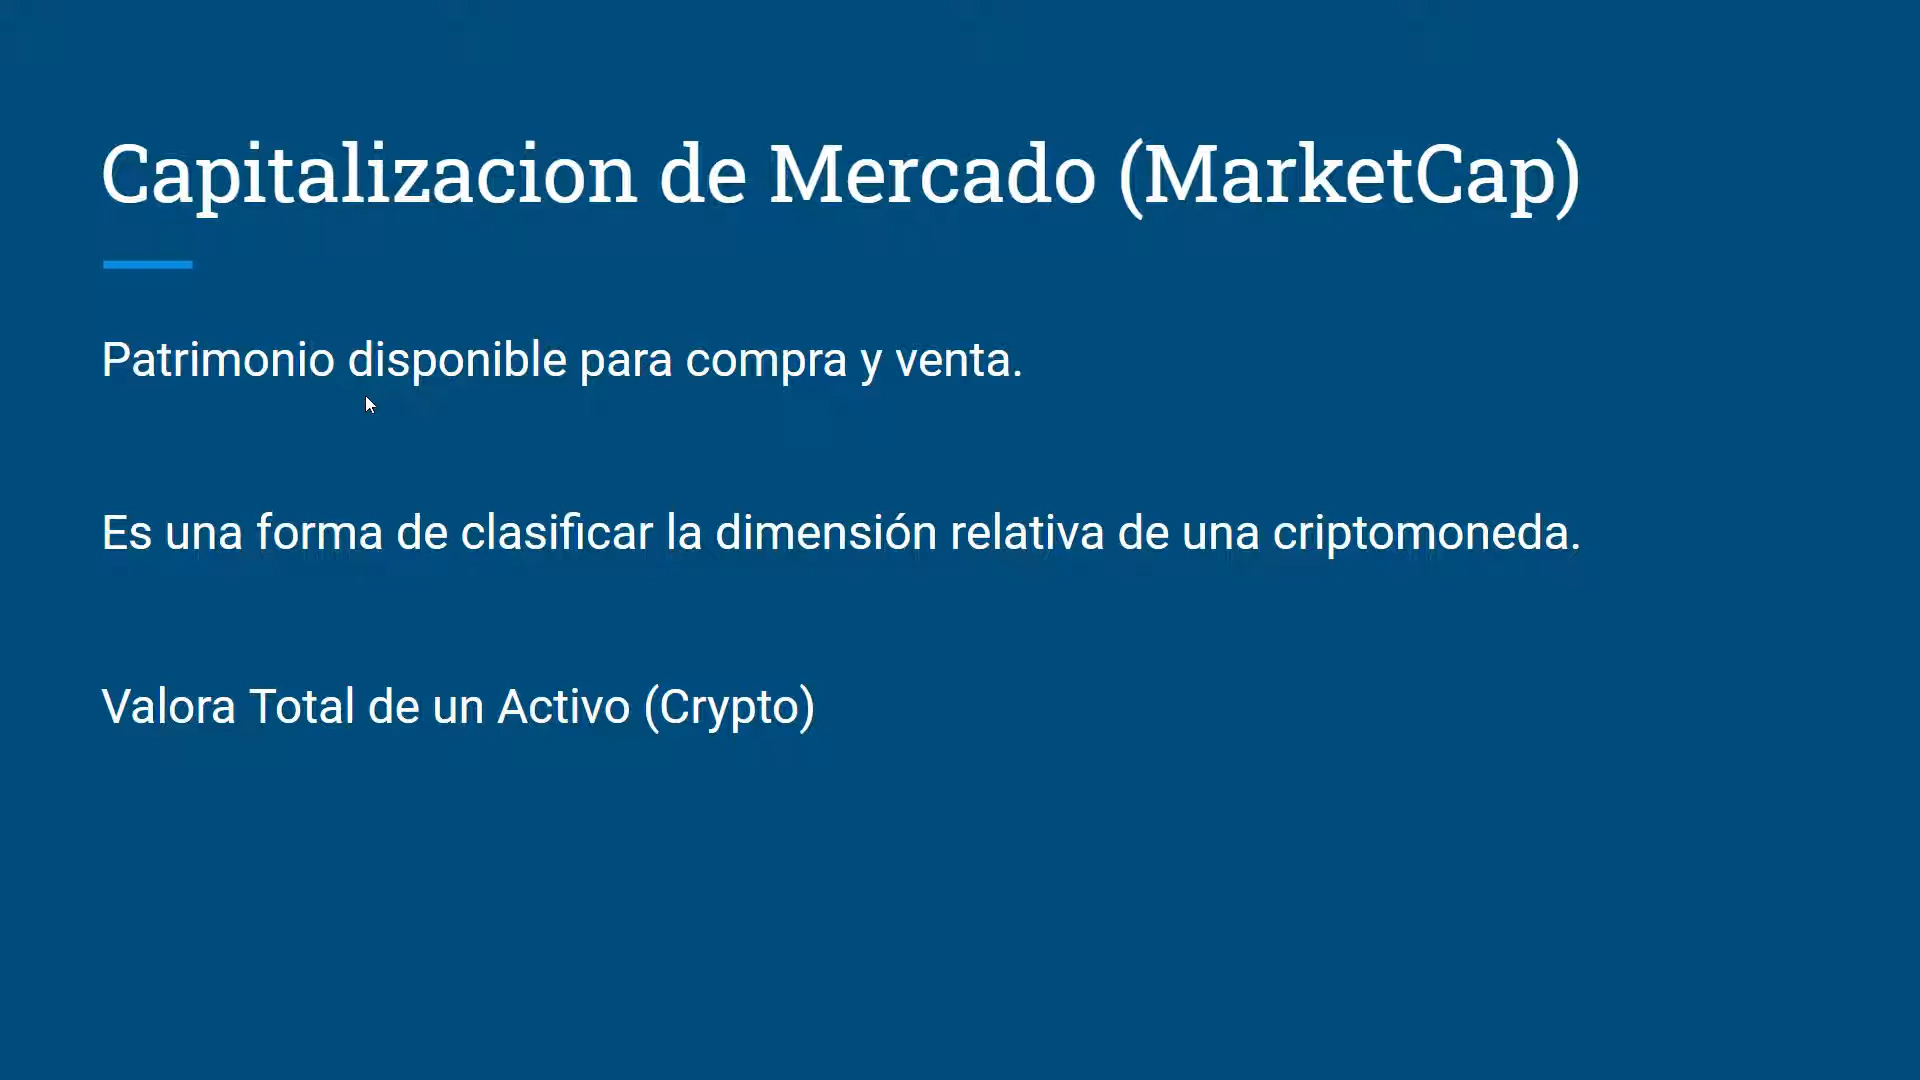 Capitalizacion de Mercado (MarketCap)
Patrimonio disponible para compra y venta.
Es una forma de clasificar la dimensión relativa de una criptomoneda.
Valora Total de un Activo (Crypto)